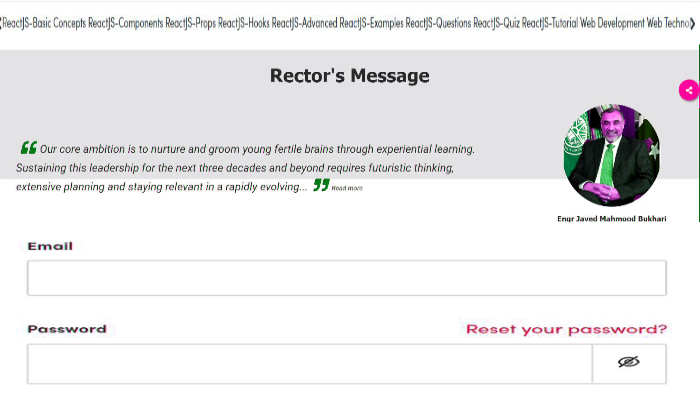 ReactJS-Basic Concepts ReactJS-Components ReactJS-Props ReactJS-Hooks ReactJS-Advanced ReactJS-Examples ReactJS-Questions ReactJS-Quiz ReactJS-Tutorial Web Development Web Techno
Rector's Message
❝ Our core ambition is to nurture and groom young fertile brains through experiential learning.
Sustaining this leadership for the next three decades and beyond requires futuristic thinking,
extensive planning and staying relevant in a rapidly evolving... ❞ Read more
Engr Javed Mahmood Bukhari
Email
Password Reset your password?